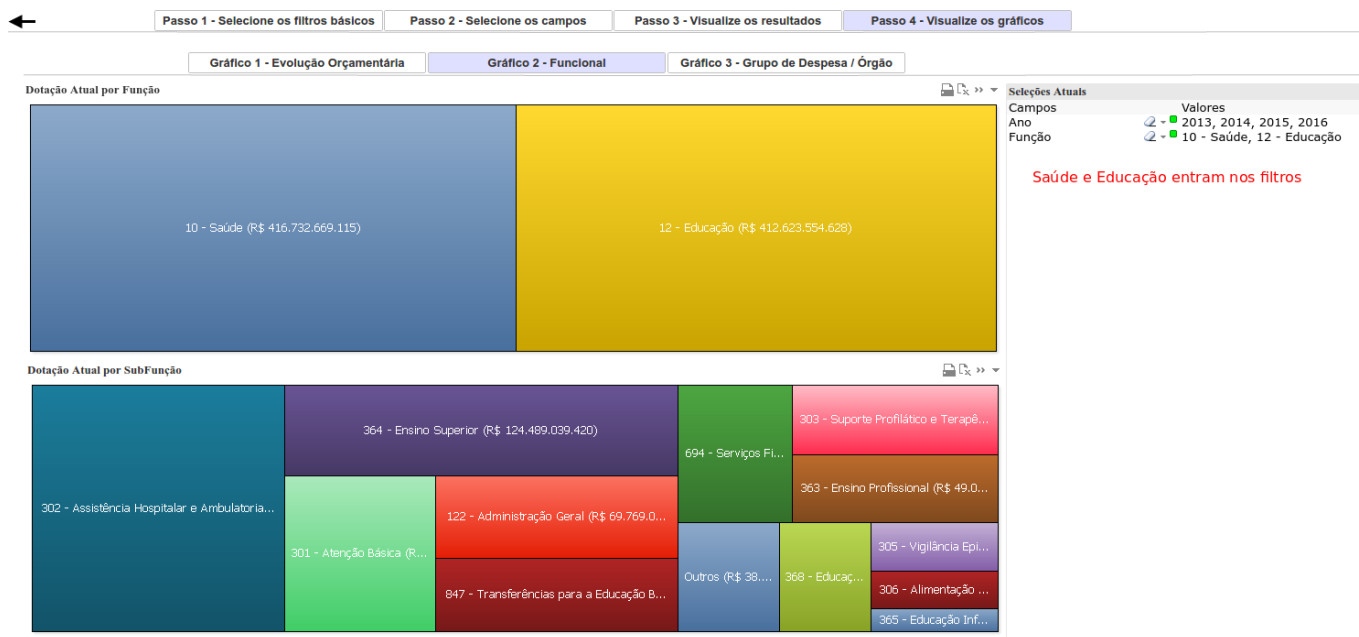 Passo 1 - Selecione os filtros básicos
Passo 2 - Selecione os campos
Passo 3 - Visualize os resultados
Passo 4 - Visualize os gráficos
Gráfico 1 - Evolução Orçamentária
Gráfico 2 - Funcional
Gráfico 3 - Grupo de Despesa / Órgão
Dotação Atual por Função
10 - Saúde (R$ 416.732.669.115)
12 - Educação (R$ 412.623.554.628)
Seleções Atuais
Campos Valores
Ano 2013, 2014, 2015, 2016
Função 10 - Saúde, 12 - Educação
Saúde e Educação entram nos filtros
Dotação Atual por SubFunção
302 - Assistência Hospitalar e Ambulatoria...
364 - Ensino Superior (R$ 124.489.039.420)
301 - Atenção Básica (R...
122 - Administração Geral (R$ 69.769.0...
847 - Transferências para a Educação B...
694 - Serviços Fi...
303 - Suporte Profilático e Terapê...
363 - Ensino Profissional (R$ 49.0...
Outros (R$ 38....
368 - Educaç...
305 - Vigilância Epi...
306 - Alimentação ...
365 - Educação Inf...